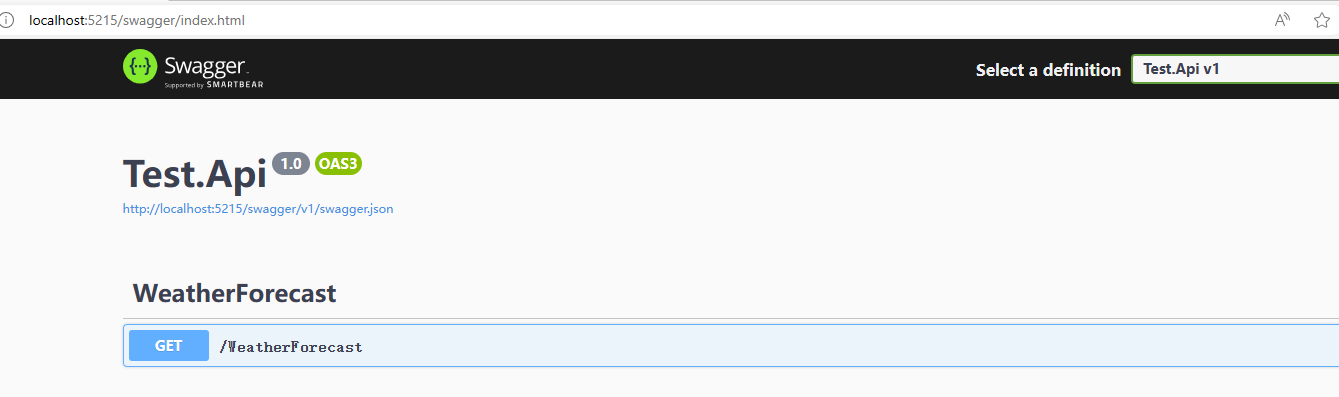 localhost:5215/swagger/index.html
Swagger
Supported by SMARTBEAR
Select a definition
Test.Api v1
Test.Api 1.0 OAS3
http://localhost:5215/swagger/v1/swagger.json
WeatherForecast
GET /WeatherForecast